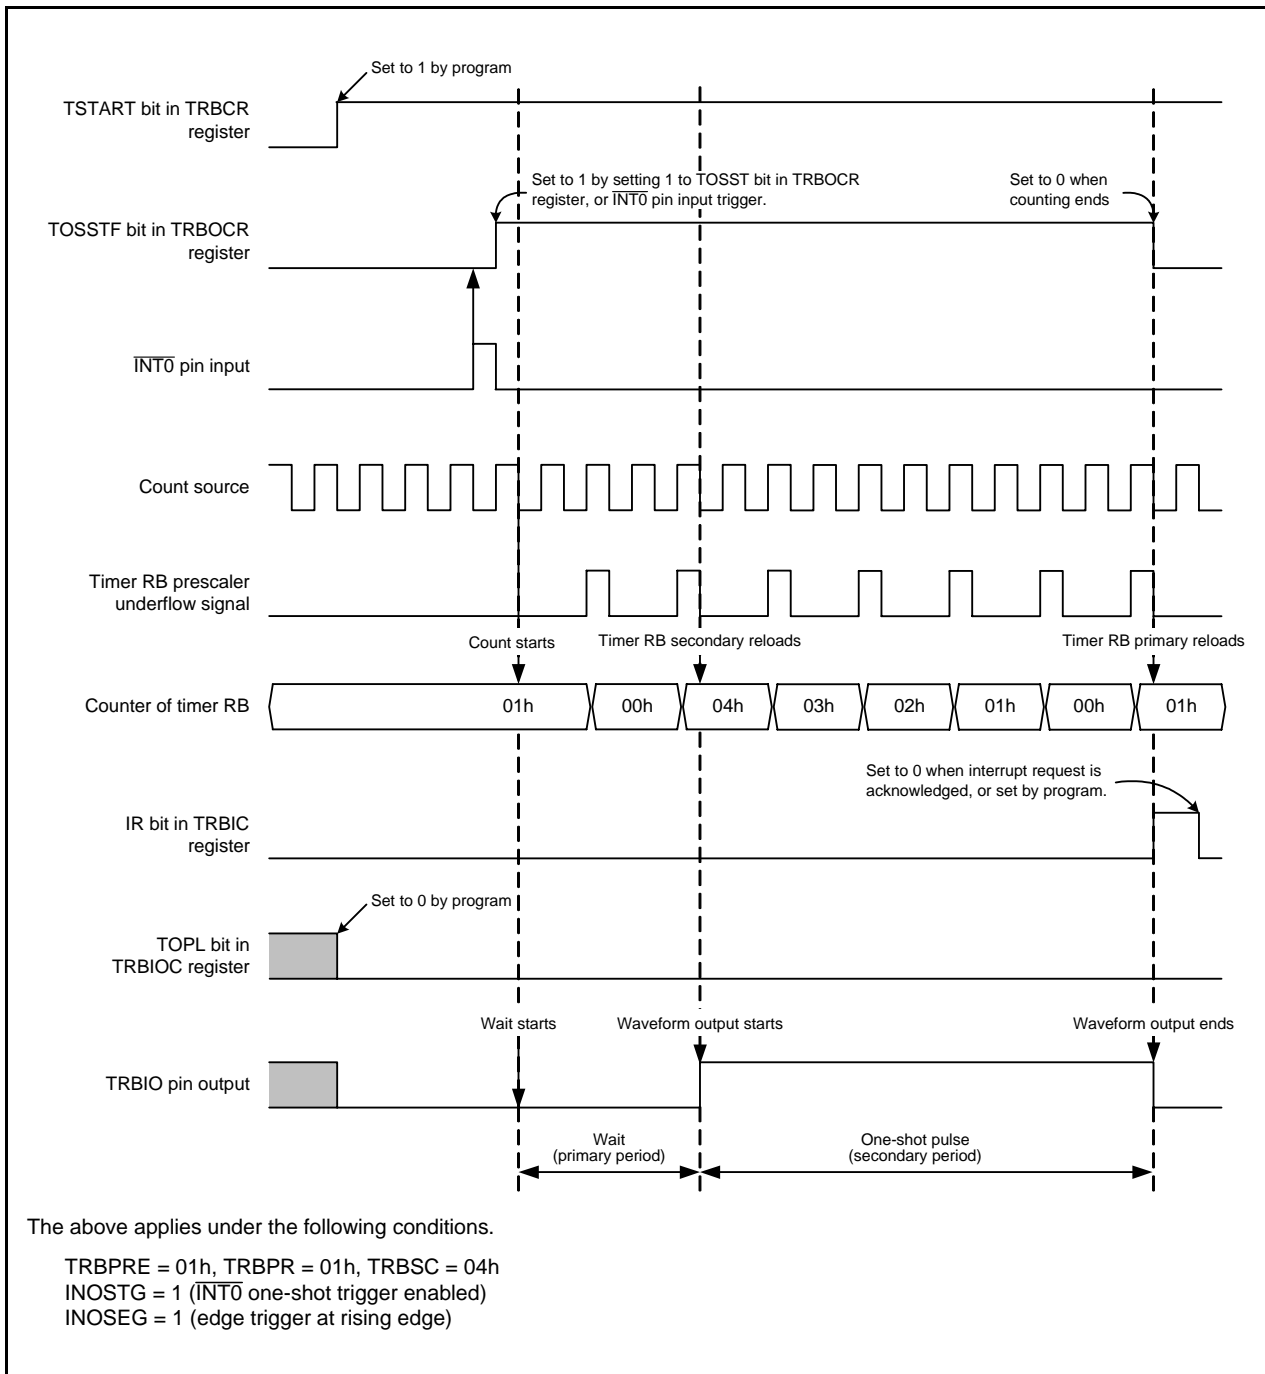 Set to 1 by program
TSTART bit in TRBCR
register
Set to 1 by setting 1 to TOSST bit in TRBOCR
register, or INT0 pin input trigger.
Set to 0 when
counting ends
TOSSTF bit in TRBOCR
register
INT0 pin input
Count source
Timer RB prescaler
underflow signal
Count starts
Timer RB secondary reloads
Timer RB primary reloads
Counter of timer RB
01h
00h
04h
03h
02h
01h
00h
01h
Set to 0 when interrupt request is
acknowledged, or set by program.
IR bit in TRBIC
register
Set to 0 by program
TOPL bit in
TRBIOC register
Wait starts
Waveform output starts
Waveform output ends
TRBIO pin output
Wait
(primary period)
One-shot pulse
(secondary period)
The above applies under the following conditions.
TRBPRE = 01h, TRBPR = 01h, TRBSC = 04h
INOSTG = 1 (INT0 one-shot trigger enabled)
INOSEG = 1 (edge trigger at rising edge)